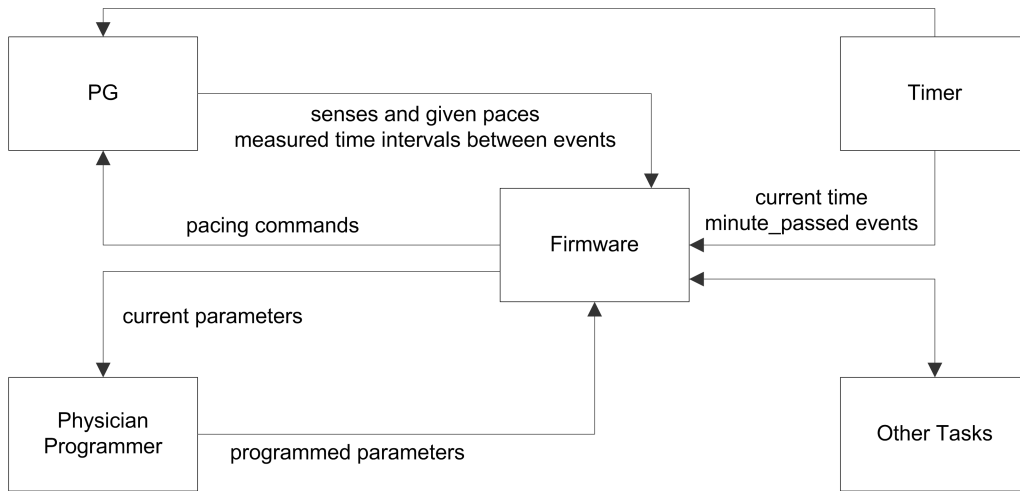 PG
Timer
senses and given paces
measured time intervals between events
current time
minute_passed events
pacing commands
Firmware
current parameters
Physician
Programmer
programmed parameters
Other Tasks